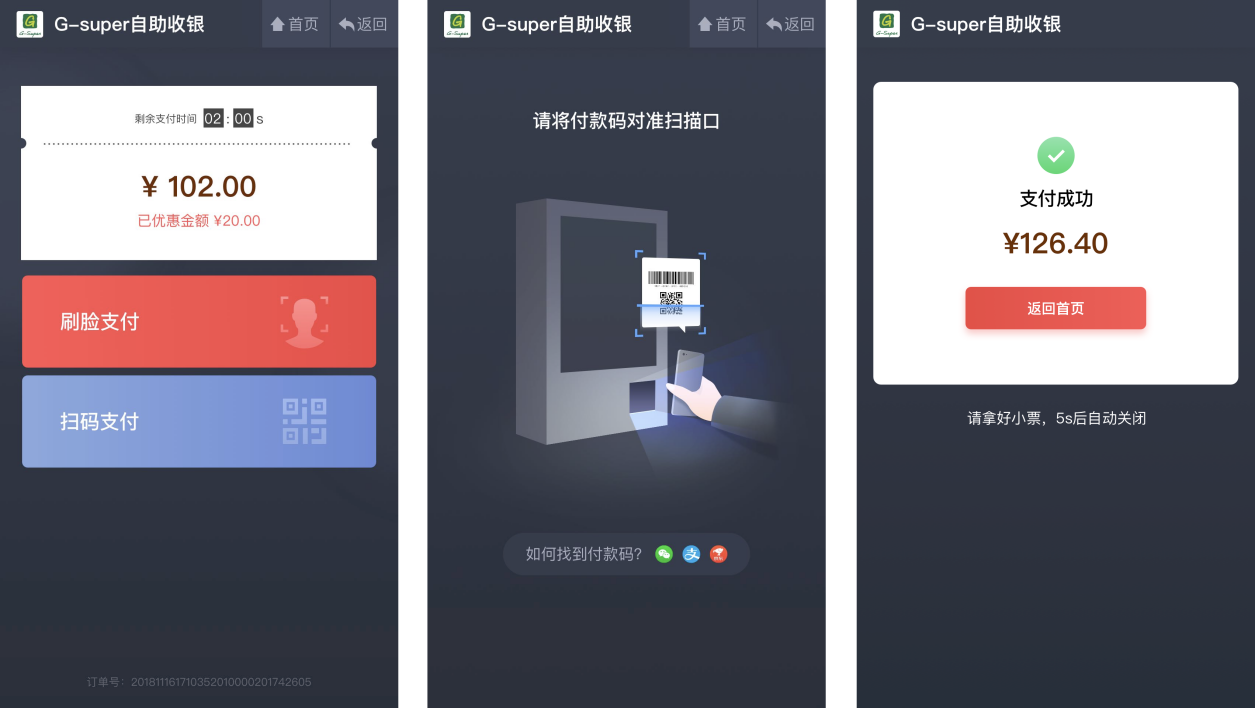 G-super自助收银
首页
返回
剩余支付时间 02 : 00 s
¥ 102.00
已优惠金额 ¥20.00
刷脸支付
扫码支付
订单号：2018111617103520100002017​42605
G-super自助收银
首页
返回
请将付款码对准扫描口
如何找到付款码？
支
G-super自助收银
支付成功
¥126.40
返回首页
请拿好小票，5s后自动关闭